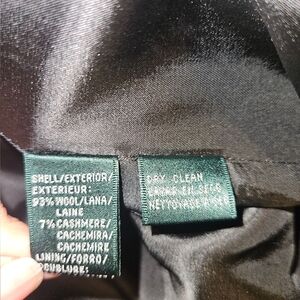 SHELL/EXTERIOR/
EXTERIEUR:
93% WOOL/LANA/
LAINE
7% CASHMERE/
CACHEMIRA/
CACHEMIRE
LINING/FORRO/
DOUBLURE:
DRY CLEAN
EN SECO
NETTOYAGE A SEC